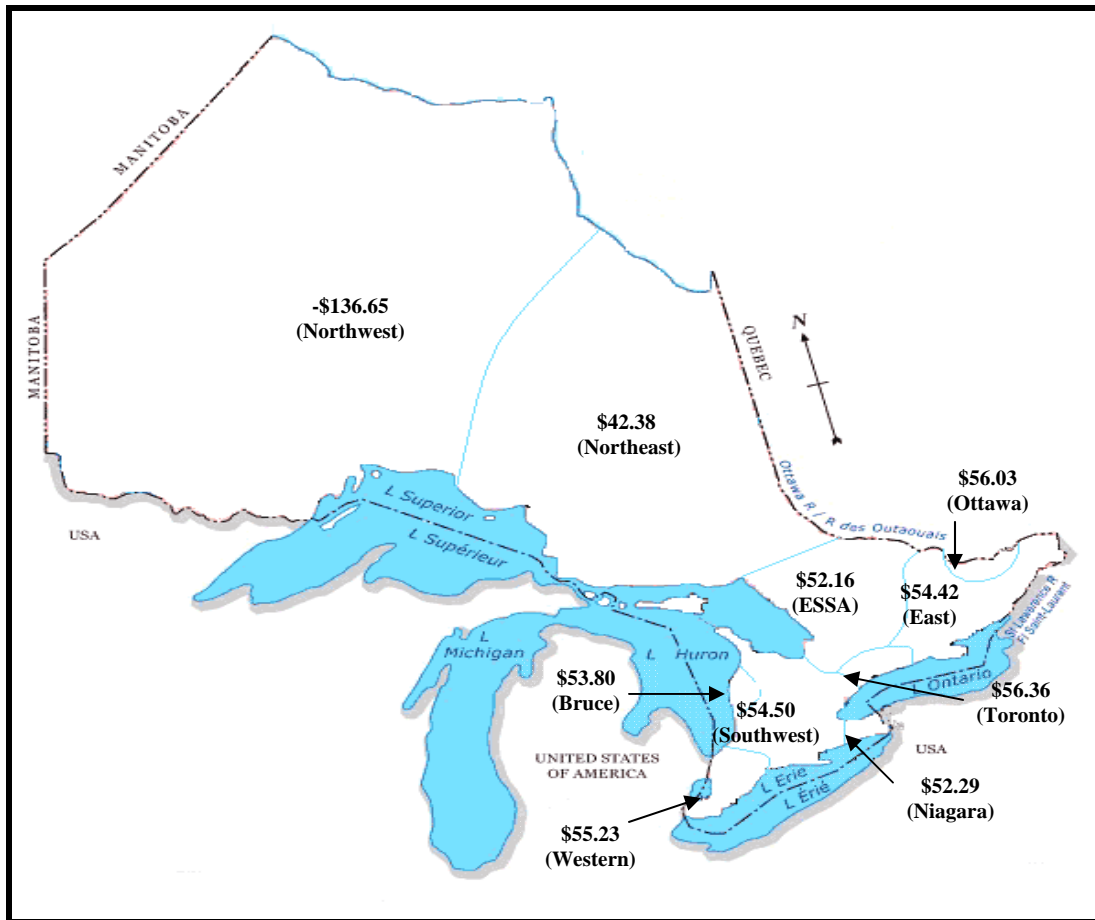 MANITOBA
MANITOBA
-$136.65
(Northwest)
N
QUEBEC
$42.38
(Northeast)
Ottawa R / R des Outaouais
$56.03
(Ottawa)
USA
L Superior
L Supérieur
$52.16
(ESSA)
$54.42
(East)
St Lawerence R
Fl Saint-Laurent
L
Michigan
L Huron
L Ontario
$53.80
(Bruce)
$54.50
(Southwest)
$56.36
(Toronto)
UNITED STATES
OF AMERICA
USA
L Erie
L Érié
$52.29
(Niagara)
$55.23
(Western)